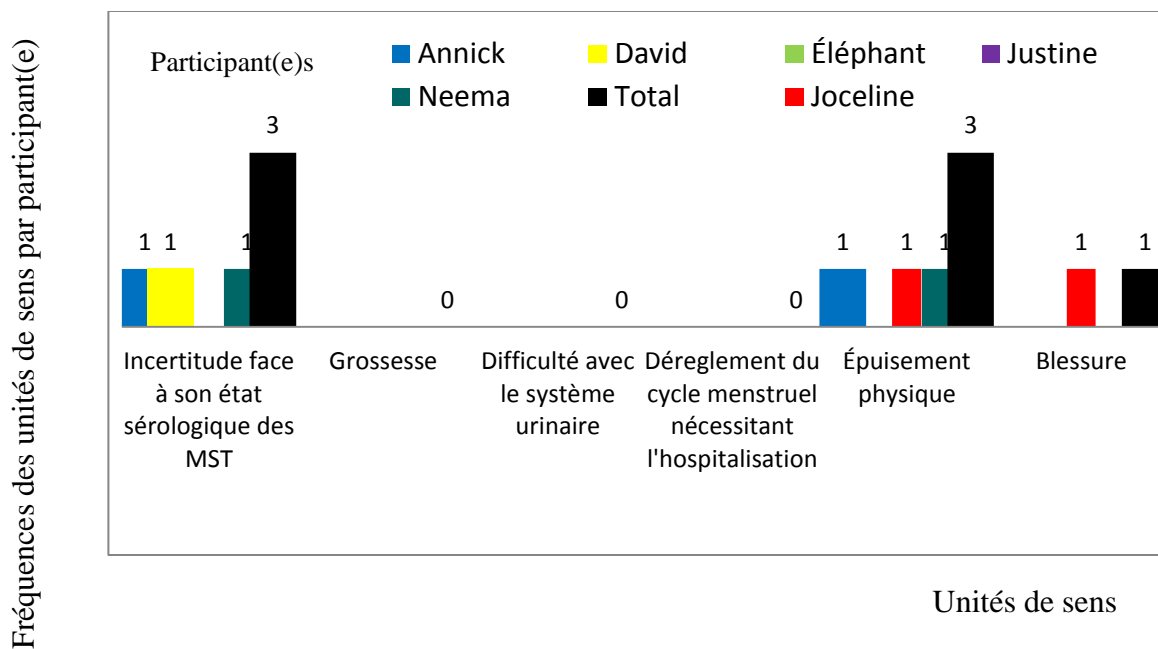 Fréquences des unités de sens par participant(e)
Participant(e)s
Annick
David
Éléphant
Justine
Neema
Total
Joceline
1 1 1 3
0
0
0
1 1 1 3
1 1
Incertitude face
à son état
sérologique des
MST
Grossesse
Difficulté avec
le système
urinaire
Déreglement du
cycle menstruel
nécessitant
l'hospitalisation
Épuisement
physique
Blessure
Unités de sens